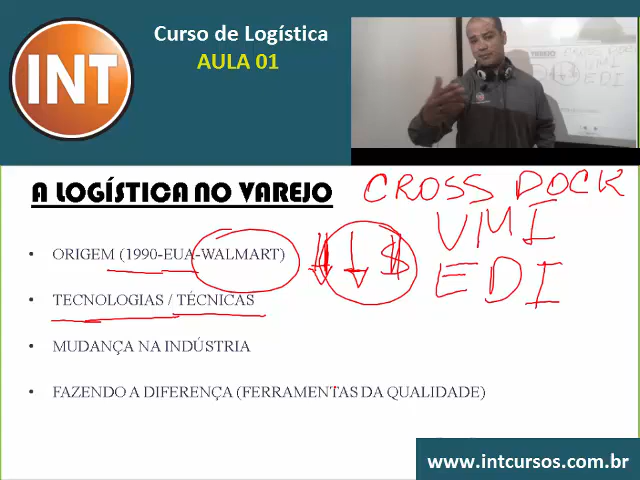 INT
Curso de Logística
AULA 01
A LOGÍSTICA NO VAREJO
CROSS DOCK
VMI
EDI
• ORIGEM (1990-EUA-WALMART)
$
• TECNOLOGIAS / TÉCNICAS
• MUDANÇA NA INDÚSTRIA
• FAZENDO A DIFERENÇA (FERRAMENTAS DA QUALIDADE)
www.intcursos.com.br